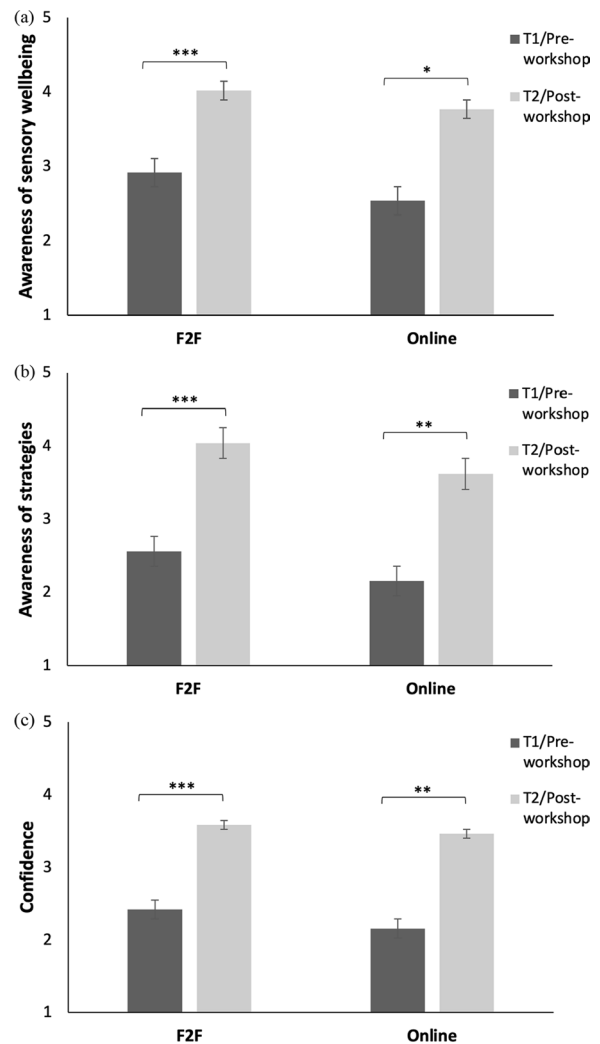 (a)
5
4
3
2
1
Awareness of sensory wellbeing
***
*
F2F
Online
T1/Pre-
workshop
T2/Post-
workshop
(b)
5
4
3
2
1
Awareness of strategies
***
**
F2F
Online
T1/Pre-
workshop
T2/Post-
workshop
(c)
5
4
3
2
1
Confidence
***
**
F2F
Online
T1/Pre-
workshop
T2/Post-
workshop